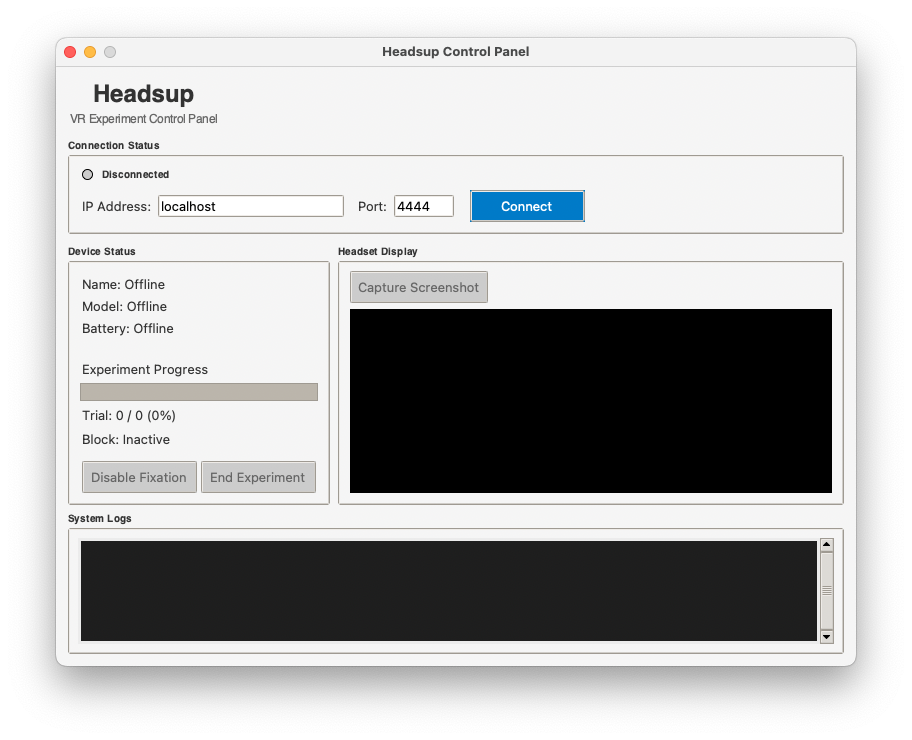 Headsup Control Panel
Headsup
VR Experiment Control Panel
Connection Status
Disconnected
IP Address: localhost Port: 4444 Connect
Device Status
Name: Offline
Model: Offline
Battery: Offline
Experiment Progress
Trial: 0 / 0 (0%)
Block: Inactive
Disable Fixation End Experiment
Headset Display
Capture Screenshot
System Logs